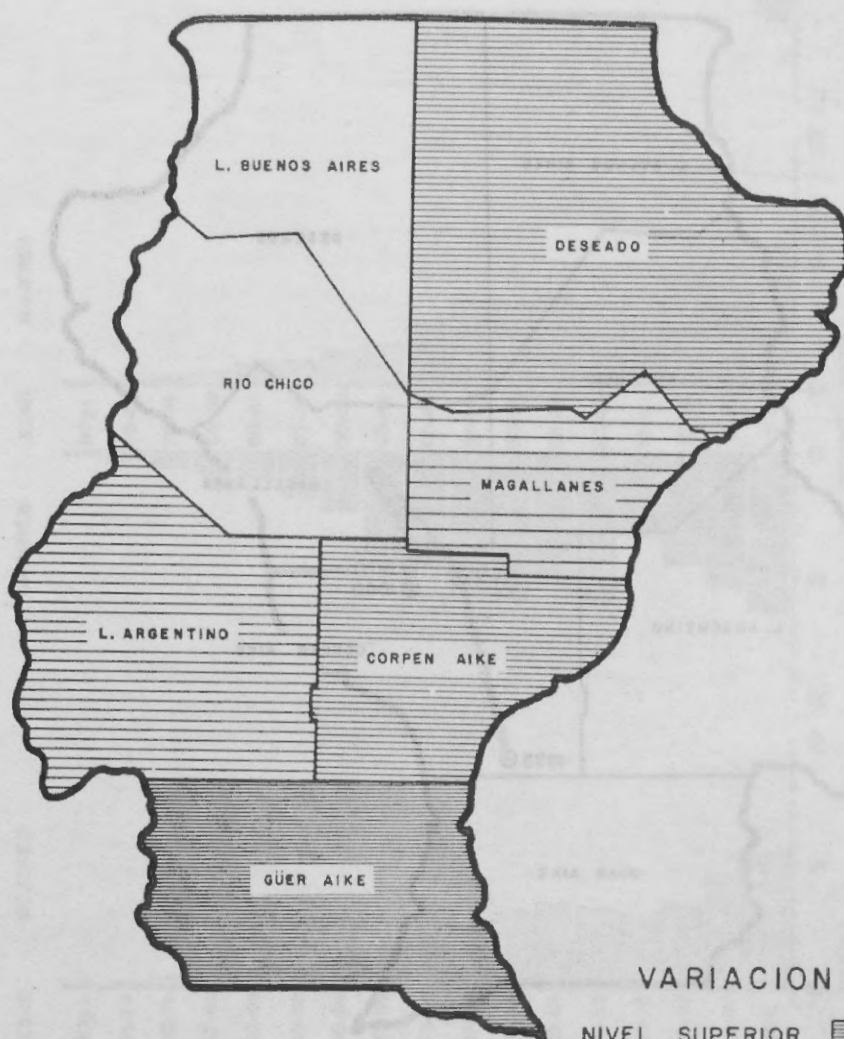 L. BUENOS AIRES
DESEADO
RIO CHICO
MAGALLANES
L. ARGENTINO
CORPEN AIKE
GÜER AIKE
VARIACION
NIVEL SUPERIOR